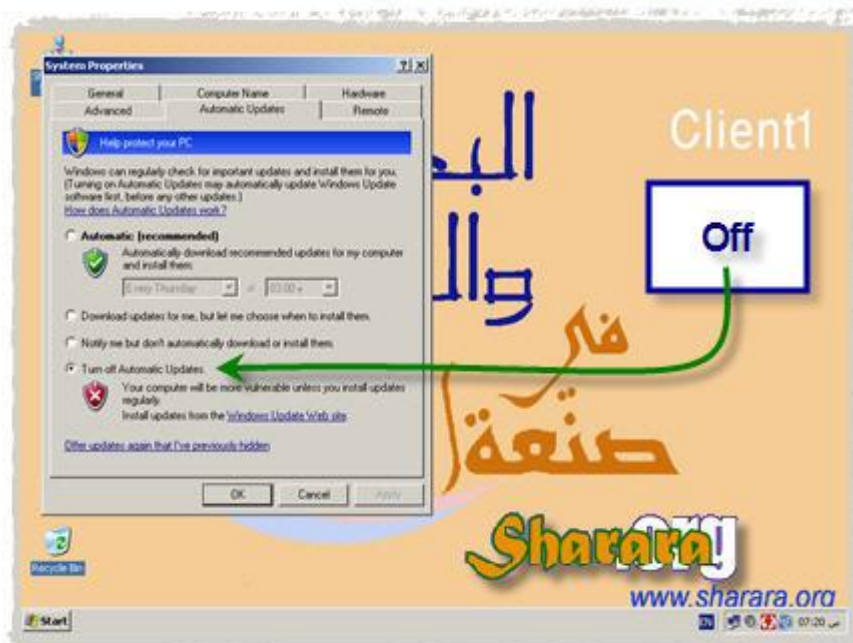 System Properties
General
Computer Name
Hardware
Advanced
Automatic Updates
Remote
Help protect your PC
Windows can regularly check for important updates and install them for you.
(Turning on Automatic Updates may automatically update Windows Update
software first, before any other updates.)
How does Automatic Updates work?
Automatic (recommended)
Automatically download recommended updates for my computer
and install them:
Every Thursday
03:00
Download updates for me, but let me choose when to install them.
Notify me but don't automatically download or install them.
Turn off Automatic Updates.
Your computer will be more vulnerable unless you install updates
regularly.
Install updates from the Windows Update Web site
Offer updates again that I've previously hidden
OK
Cancel
Apply
Client1
Off
في
صنعة
Sharara.org
www.sharara.org
Recycle Bin
Start
EN
07:20 ص